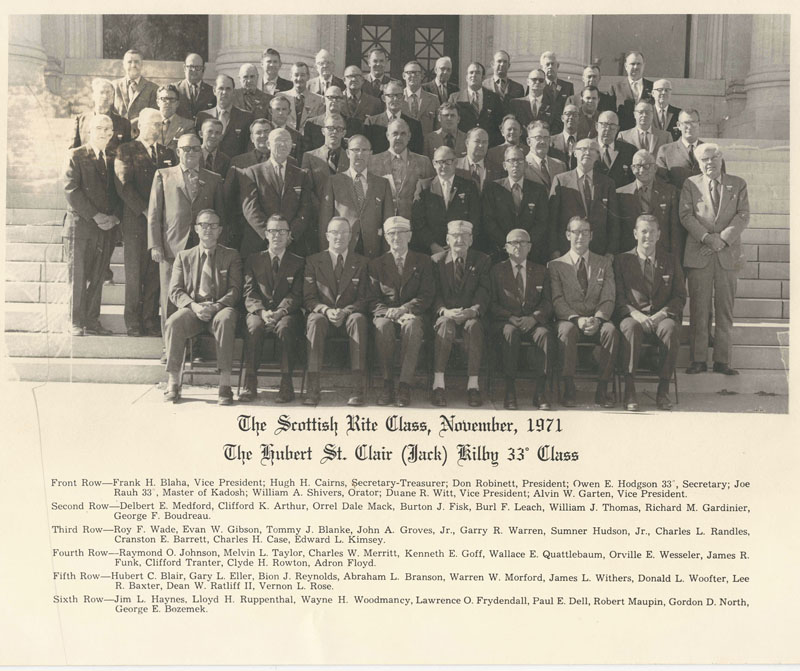 The Scottish Rite Class, November, 1971
The Hubert St. Clair (Jack) Kilby 33° Class
Front Row—Frank H. Blaha, Vice President; Hugh H. Cairns, Secretary-Treasurer; Don Robinett, President; Owen E. Hodgson 33°, Secretary; Joe
Rauh 33°, Master of Kadosh; William A. Shivers, Orator; Duane R. Witt, Vice President; Alvin W. Garten, Vice President.
Second Row—Delbert E. Medford, Clifford K. Arthur, Orrel Dale Mack, Burton J. Fisk, Burl F. Leach, William J. Thomas, Richard M. Gardinier,
George F. Boudreau.
Third Row—Roy F. Wade, Evan W. Gibson, Tommy J. Blanke, John A. Groves, Jr., Garry R. Warren, Sumner Hudson, Jr., Charles L. Randles,
Cranston E. Barrett, Charles H. Case, Edward L. Kimsey.
Fourth Row—Raymond O. Johnson, Melvin L. Taylor, Charles W. Merritt, Kenneth E. Goff, Wallace E. Quattlebaum, Orville E. Wesseler, James R.
Funk, Clifford Tranter, Clyde H. Rowton, Adron Floyd.
Fifth Row—Hubert C. Blair, Gary L. Eller, Bion J. Reynolds, Abraham L. Branson, Warren W. Morford, James L. Withers, Donald L. Woofter, Lee
R. Baxter, Dean W. Ratliff II, Vernon L. Rose.
Sixth Row—Jim L. Haynes, Lloyd H. Ruppenthal, Wayne H. Woodmancy, Lawrence O. Frydendall, Paul E. Dell, Robert Maupin, Gordon D. North,
George E. Bozemek.